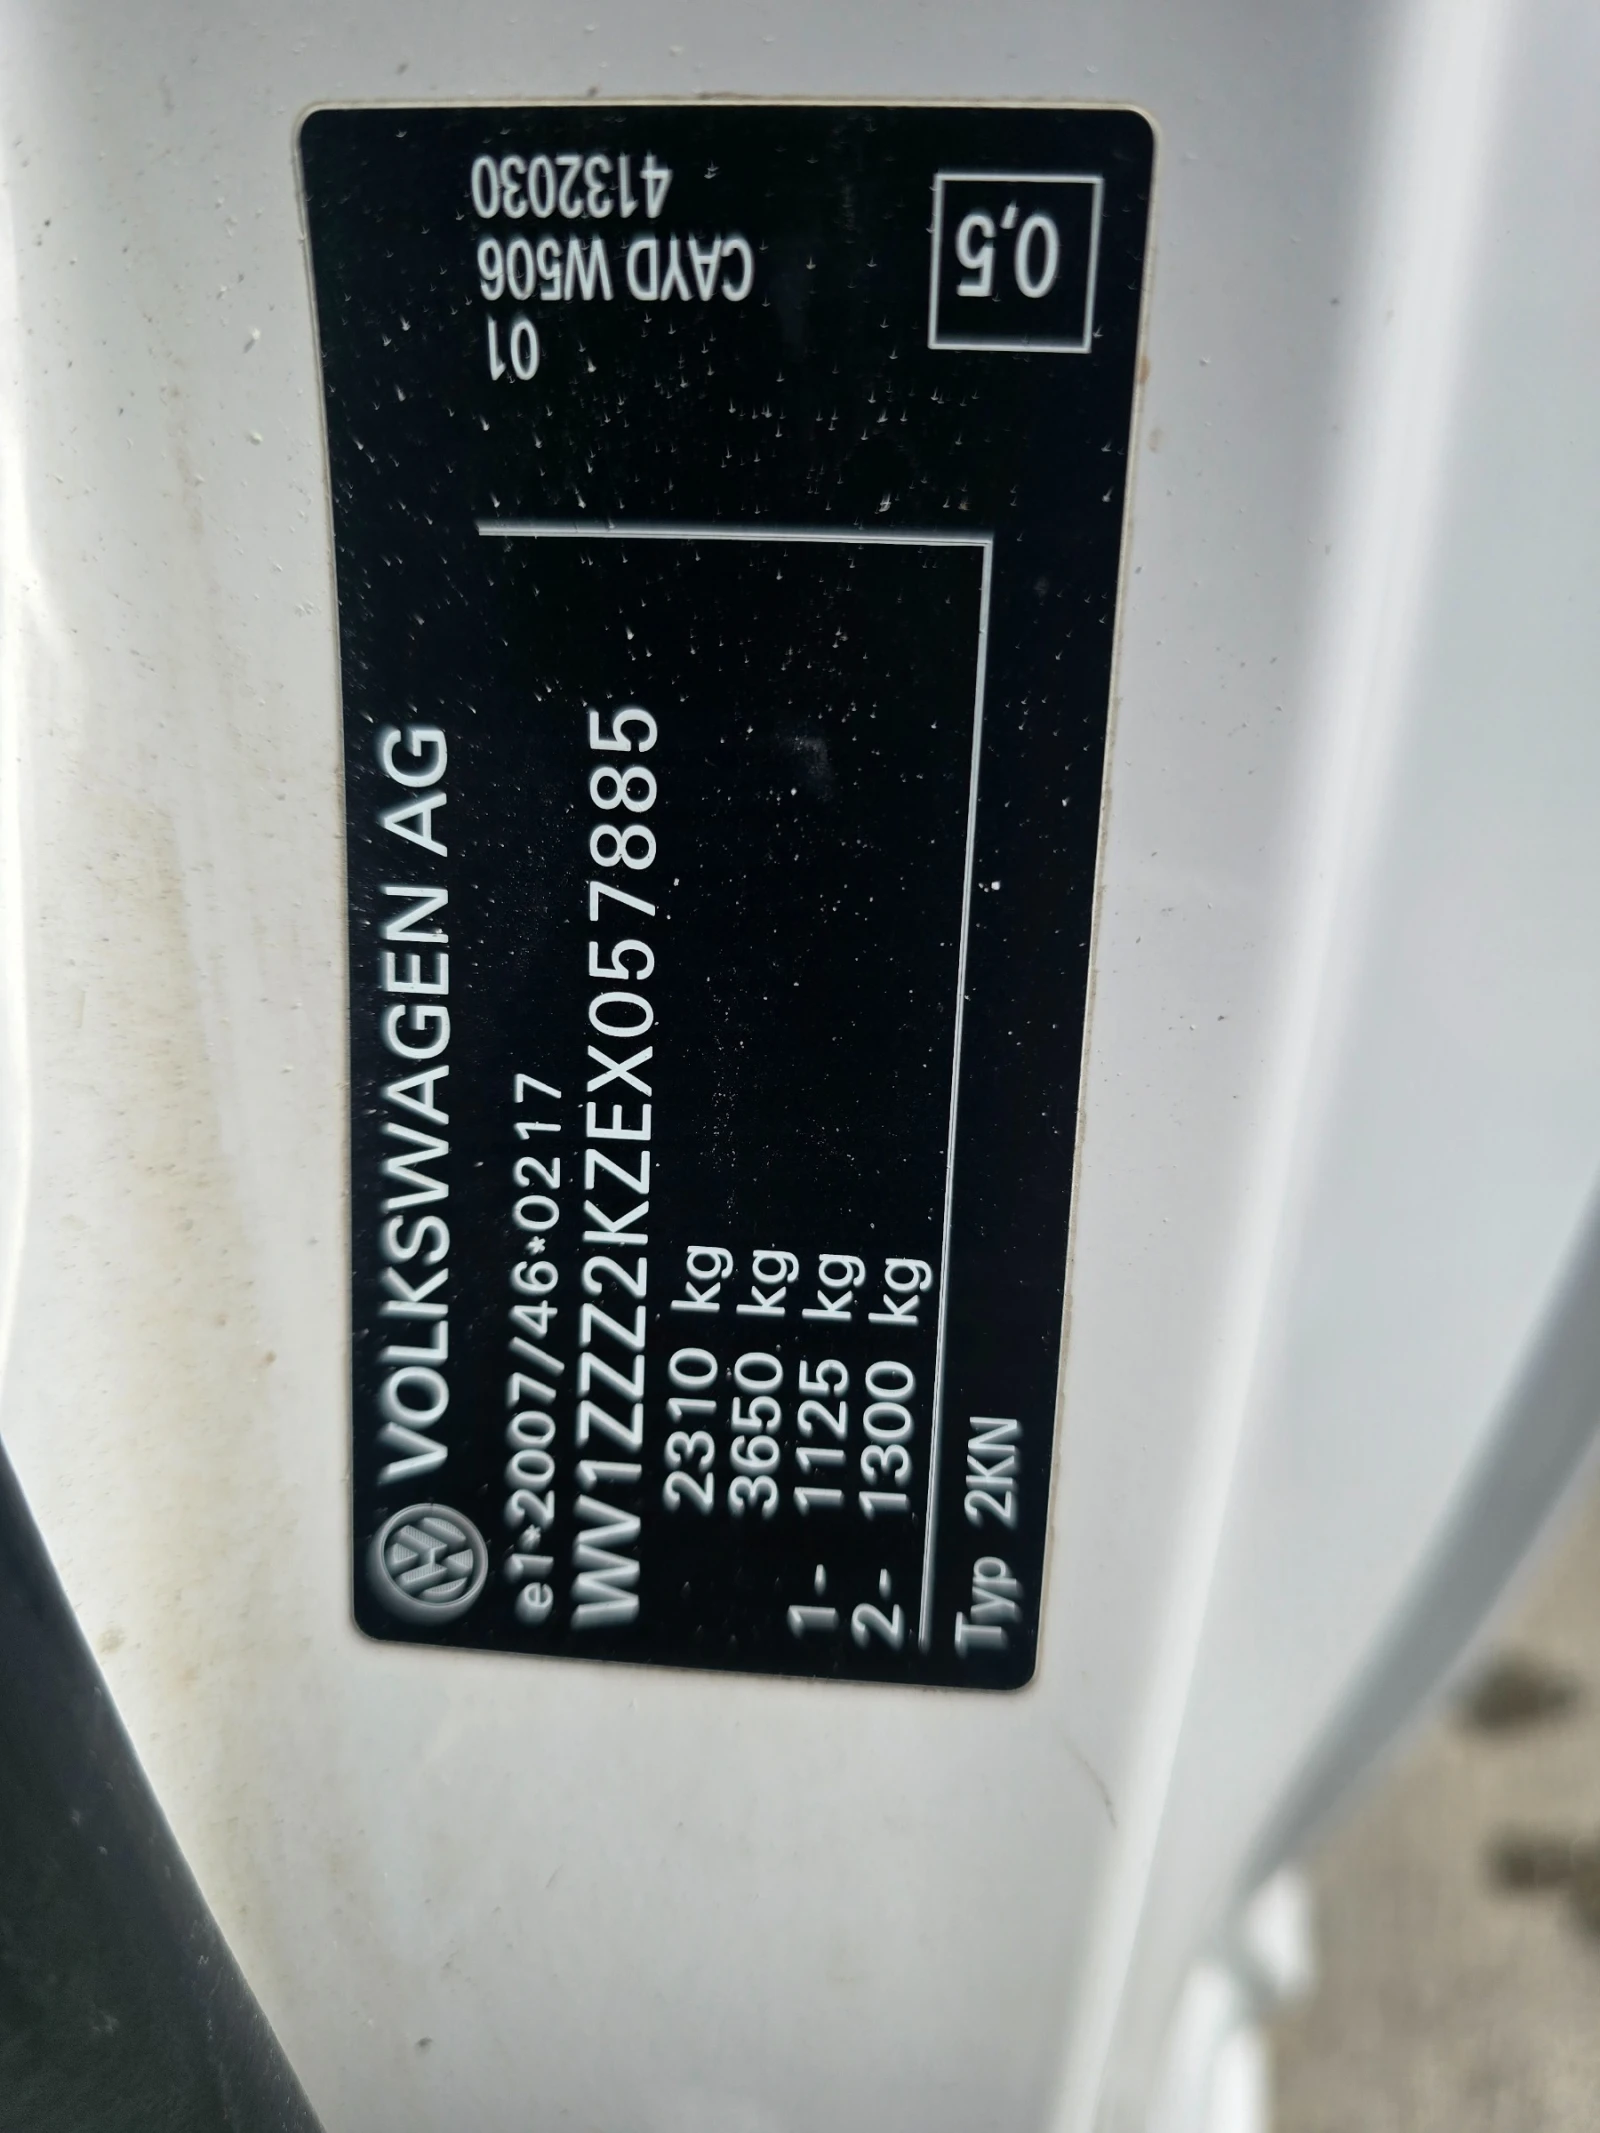 VOLKSWAGEN AG
e1*2007/46*0217
WV1ZZZ2KZEX057885
2310 kg
3650 kg
1- 1125 kg
2- 1300 kg
Typ 2KN
4132030
CAYD W506
01
0,5